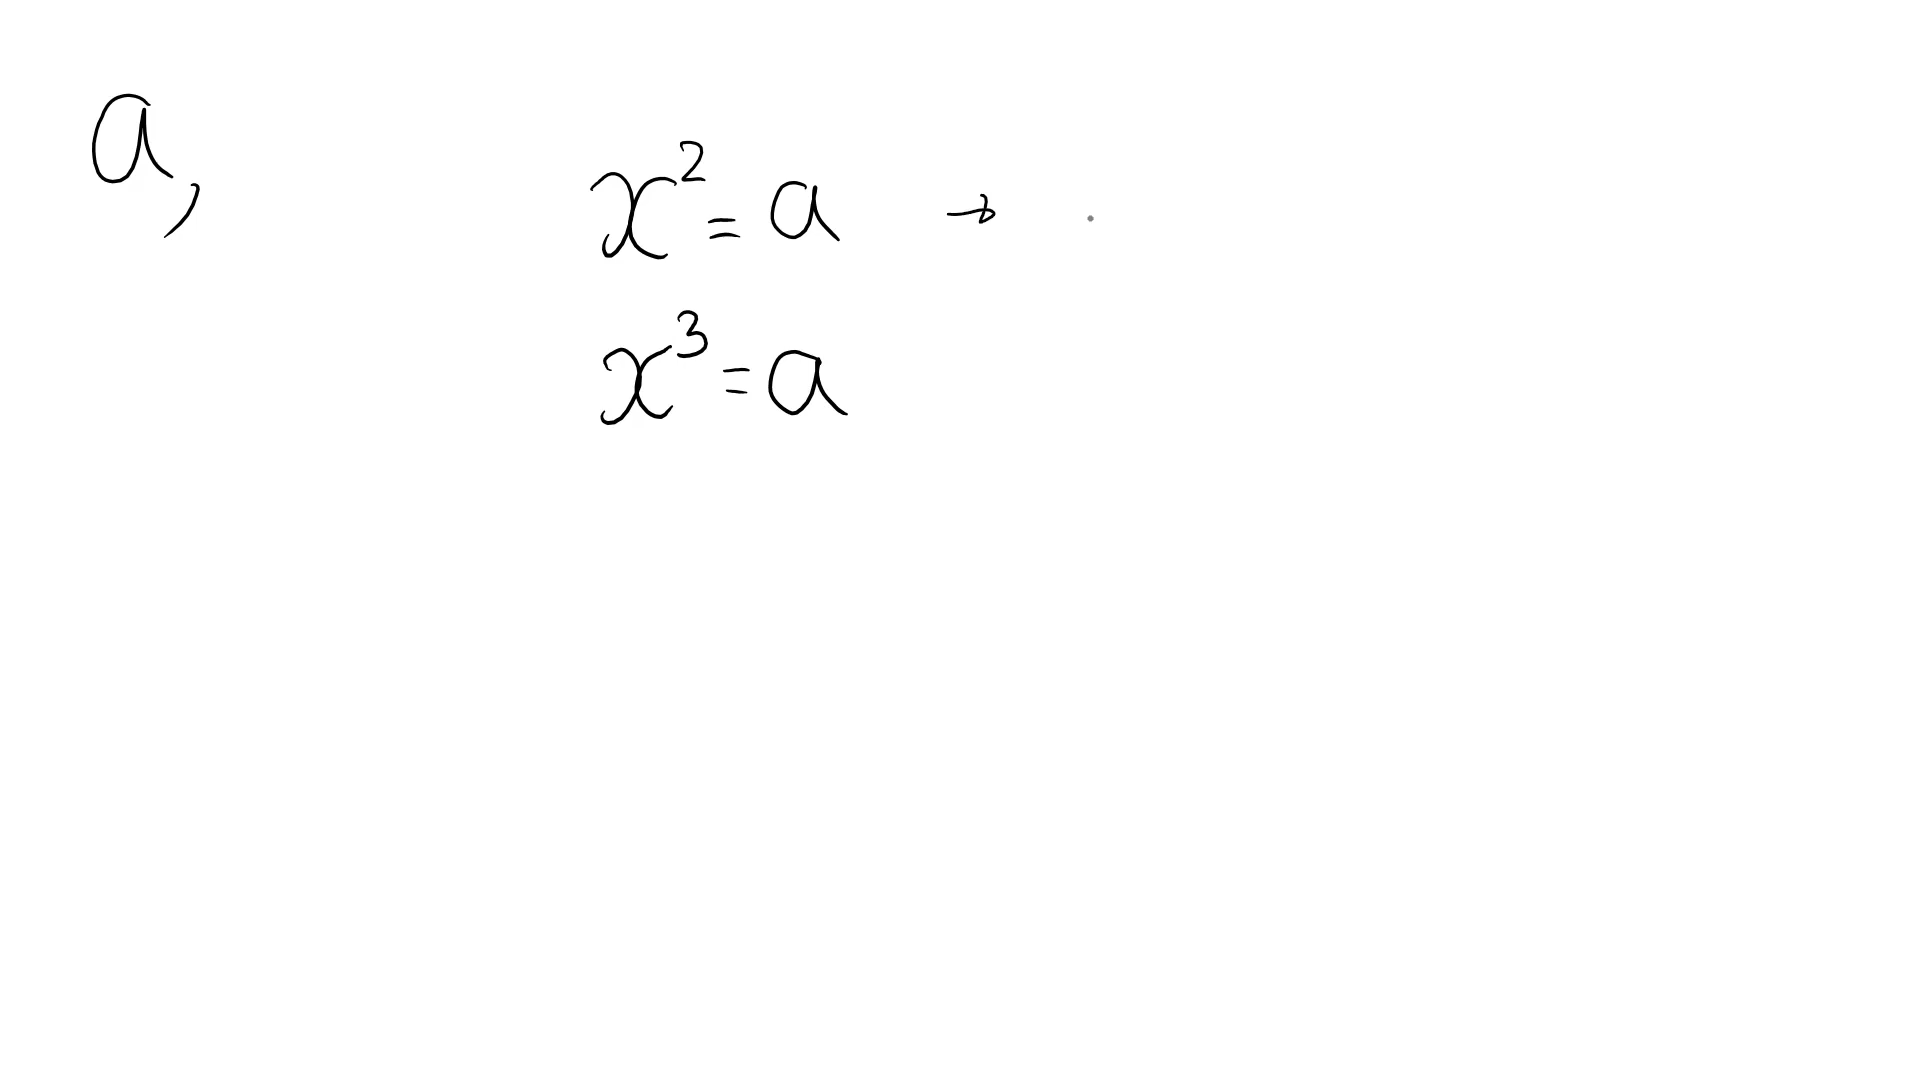 a,
x² = a →
x³ = a